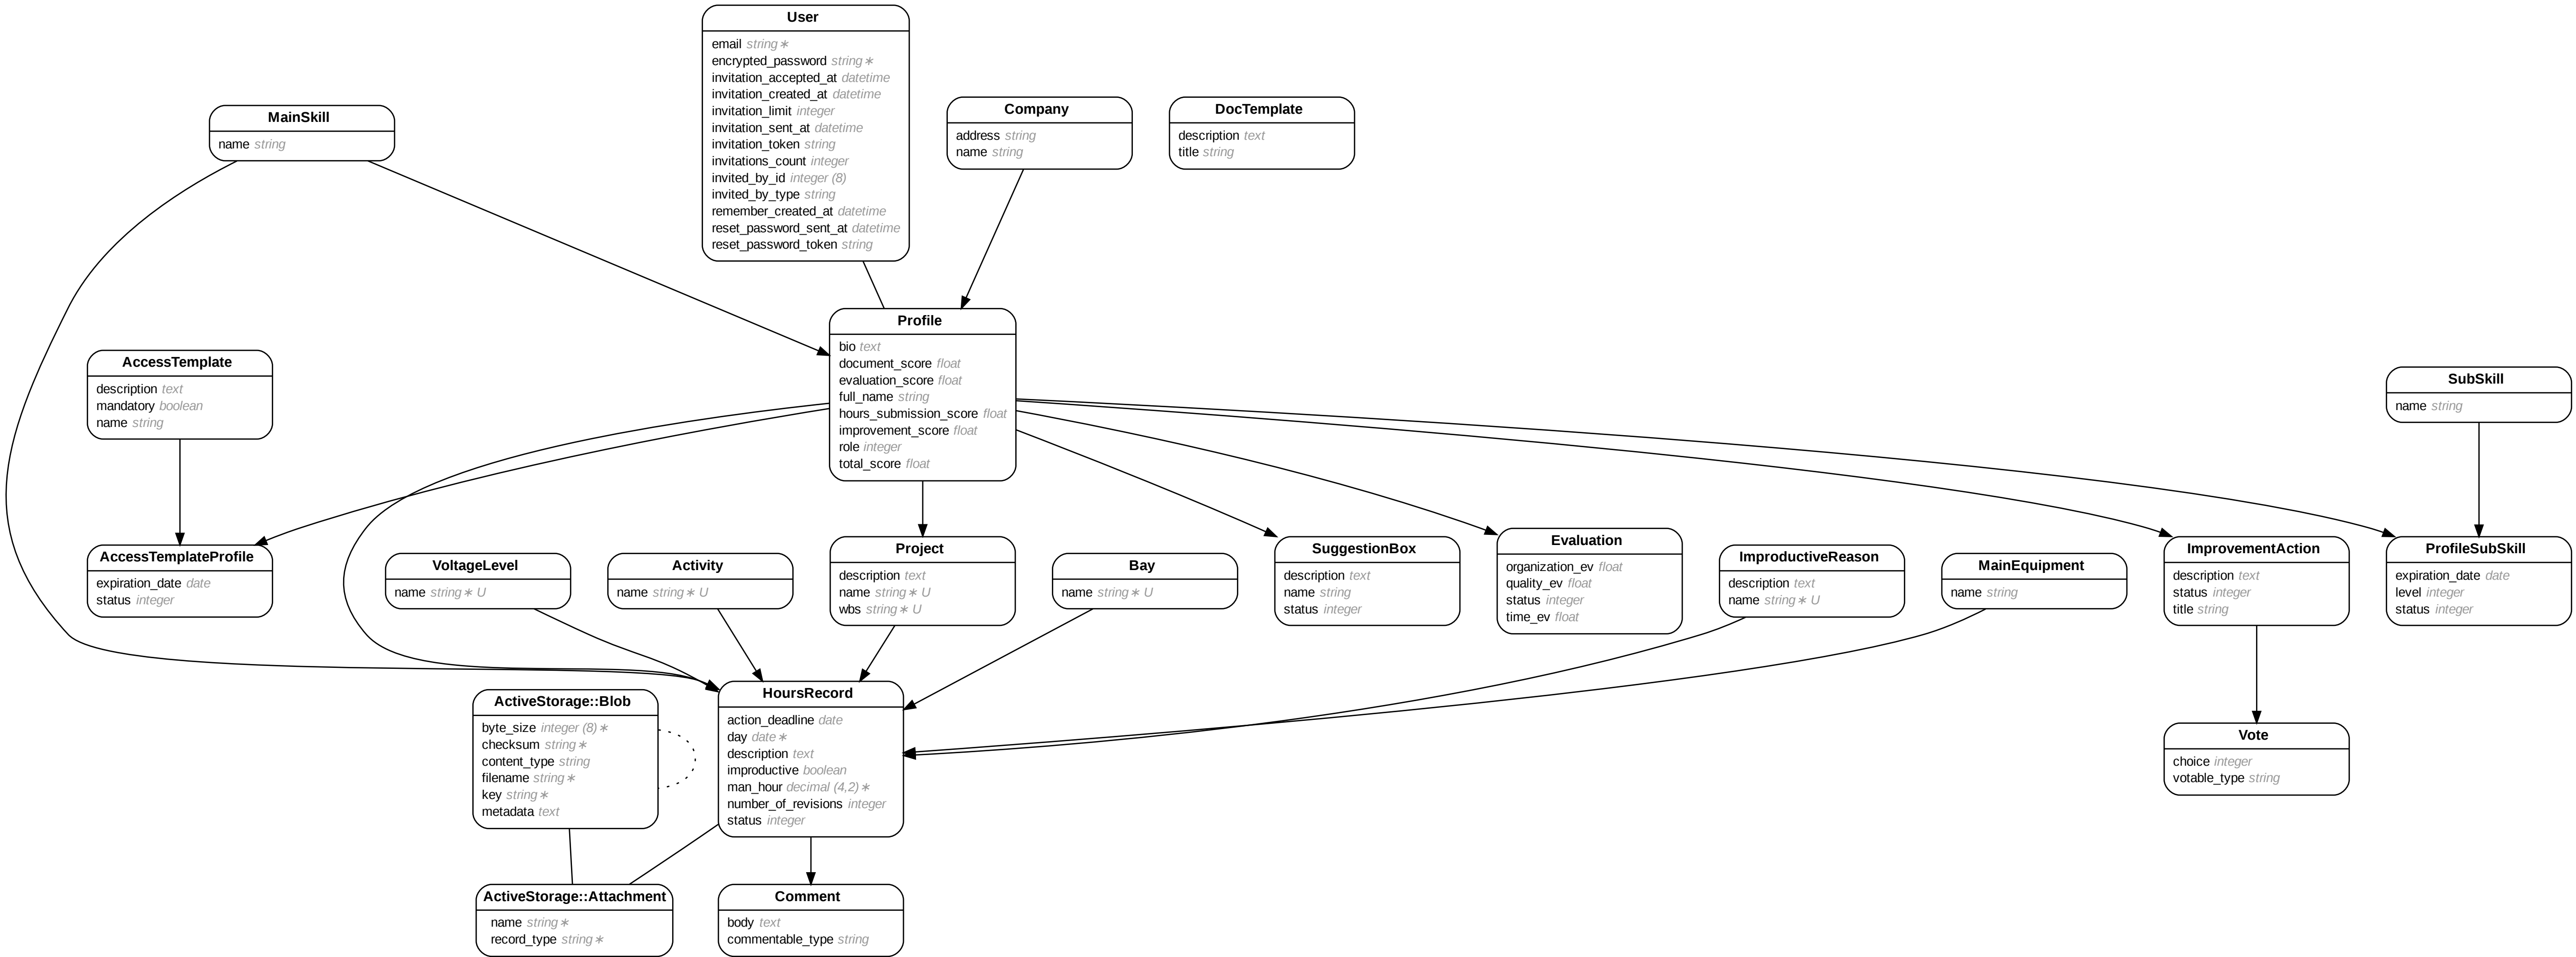 User
email string∗
encrypted_password string∗
invitation_accepted_at datetime
invitation_created_at datetime
invitation_limit integer
invitation_sent_at datetime
invitation_token string
invitations_count integer
invited_by_id integer (8)
invited_by_type string
remember_created_at datetime
reset_password_sent_at datetime
reset_password_token string
MainSkill
name string
Company
address string
name string
DocTemplate
description text
title string
Profile
bio text
document_score float
evaluation_score float
full_name string
hours_submission_score float
improvement_score float
role integer
total_score float
AccessTemplate
description text
mandatory boolean
name string
SubSkill
name string
AccessTemplateProfile
expiration_date date
status integer
VoltageLevel
name string∗ U
Activity
name string∗ U
Project
description text
name string∗ U
wbs string∗ U
Bay
name string∗ U
SuggestionBox
description text
name string
status integer
Evaluation
organization_ev float
quality_ev float
status integer
time_ev float
ImproductiveReason
description text
name string∗ U
MainEquipment
name string
ImprovementAction
description text
status integer
title string
ProfileSubSkill
expiration_date date
level integer
status integer
ActiveStorage::Blob
byte_size integer (8)∗
checksum string∗
content_type string
filename string∗
key string∗
metadata text
HoursRecord
action_deadline date
day date∗
description text
improductive boolean
man_hour decimal (4,2)∗
number_of_revisions integer
status integer
Vote
choice integer
votable_type string
ActiveStorage::Attachment
name string∗
record_type string∗
Comment
body text
commentable_type string